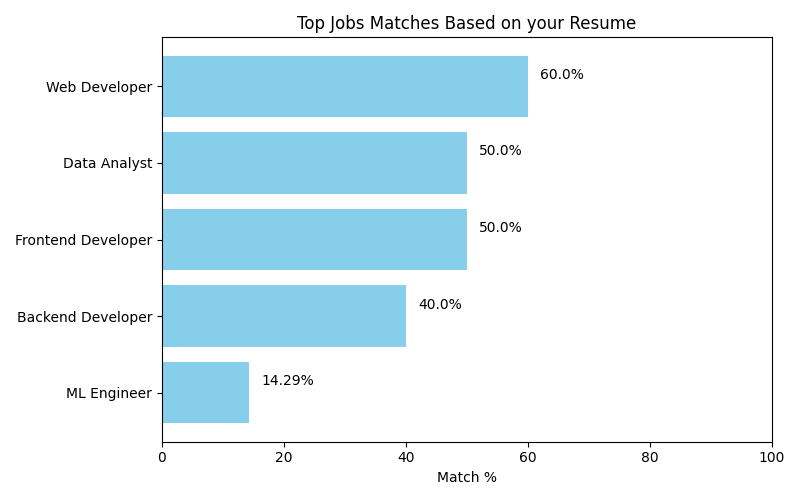 Top Jobs Matches Based on your Resume
Web Developer
60.0%
Data Analyst
50.0%
Frontend Developer
50.0%
Backend Developer
40.0%
ML Engineer
14.29%
0 20 40 60 80 100
Match %